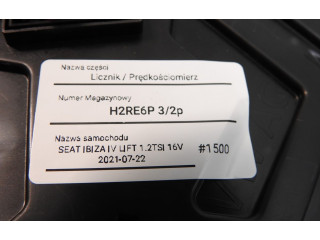 Nazwa części
Licznik / Prędkościomierz
Numer Magazynowy
H2RE6P 3/2p
Nazwa samochodu
SEAT IBIZA IV LIFT 1.2TSI 16V #1500
2021-07-22